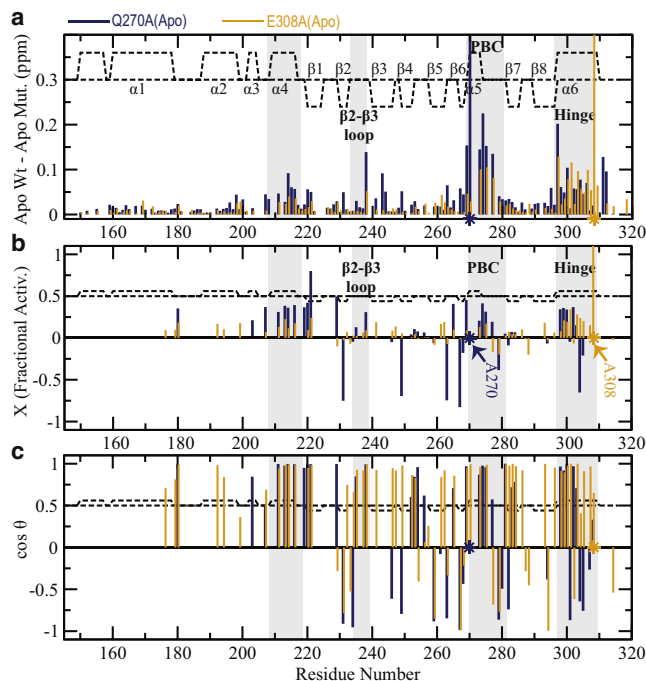 Q270A(Apo) E308A(Apo)
a
Apo Wt - Apo Mut. (ppm)
0.3
0.2
0.1
0
α1 α2 α3 α4 β1 β2 β3 β4 β5 β6 α5 β7 β8 α6
PBC
β2-β3
loop
Hinge
160 180 200 220 240 260 280 300 320
b
X (Fractional Activ.)
1
0.5
0
-0.5
-1
β2-β3
loop
PBC
Hinge
A270
A308
160 180 200 220 240 260 280 300 320
c
cos θ
1
0.5
0
-0.5
-1
160 180 200 220 240 260 280 300 320
Residue Number